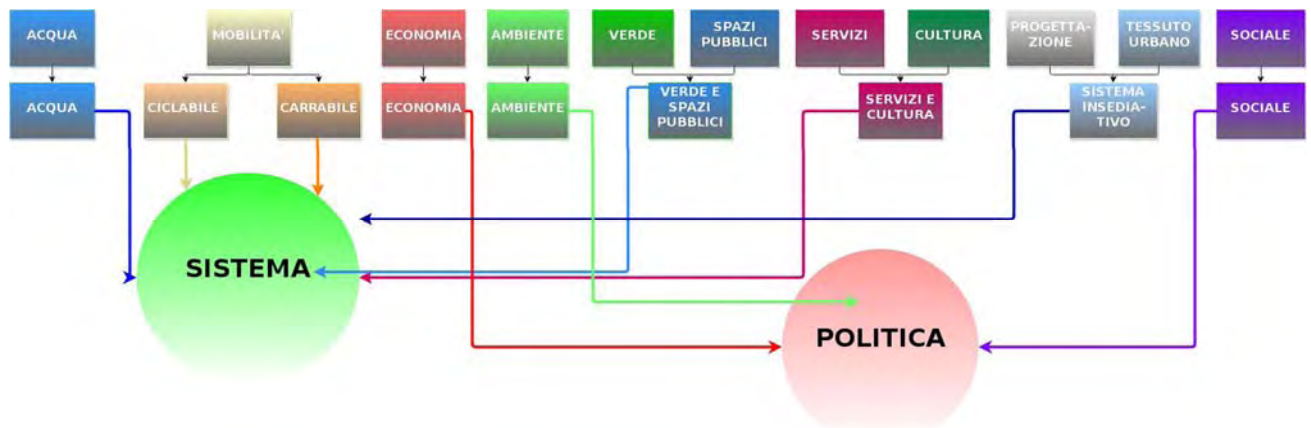 ACQUA
MOBILITA'
ECONOMIA
AMBIENTE
VERDE
SPAZI
PUBBLICI
SERVIZI
CULTURA
PROGETTA-
ZIONE
TESSUTO
URBANO
SOCIALE
ACQUA
CICLABILE
CARRABILE
ECONOMIA
AMBIENTE
VERDE E
SPAZI
PUBBLICI
SERVIZI E
CULTURA
SISTEMA
INSEDIA-
TIVO
SOCIALE
SISTEMA
POLITICA